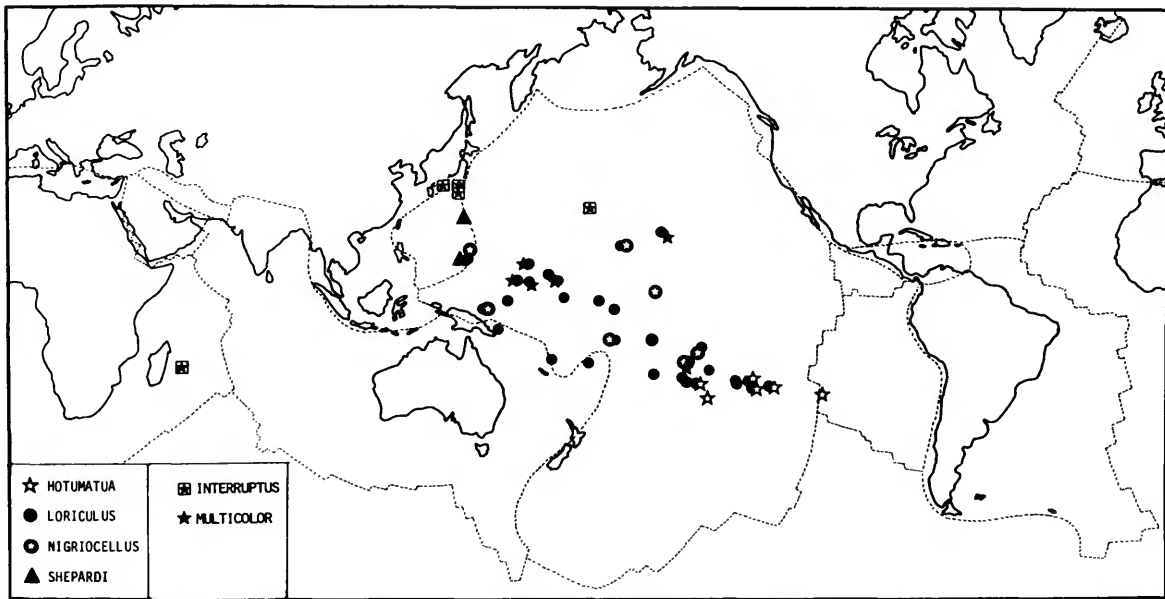 HOTUMATUA
LORICULUS
NIGRIOCELLUS
SHEPARDI
INTERRUPTUS
MULTICOLOR